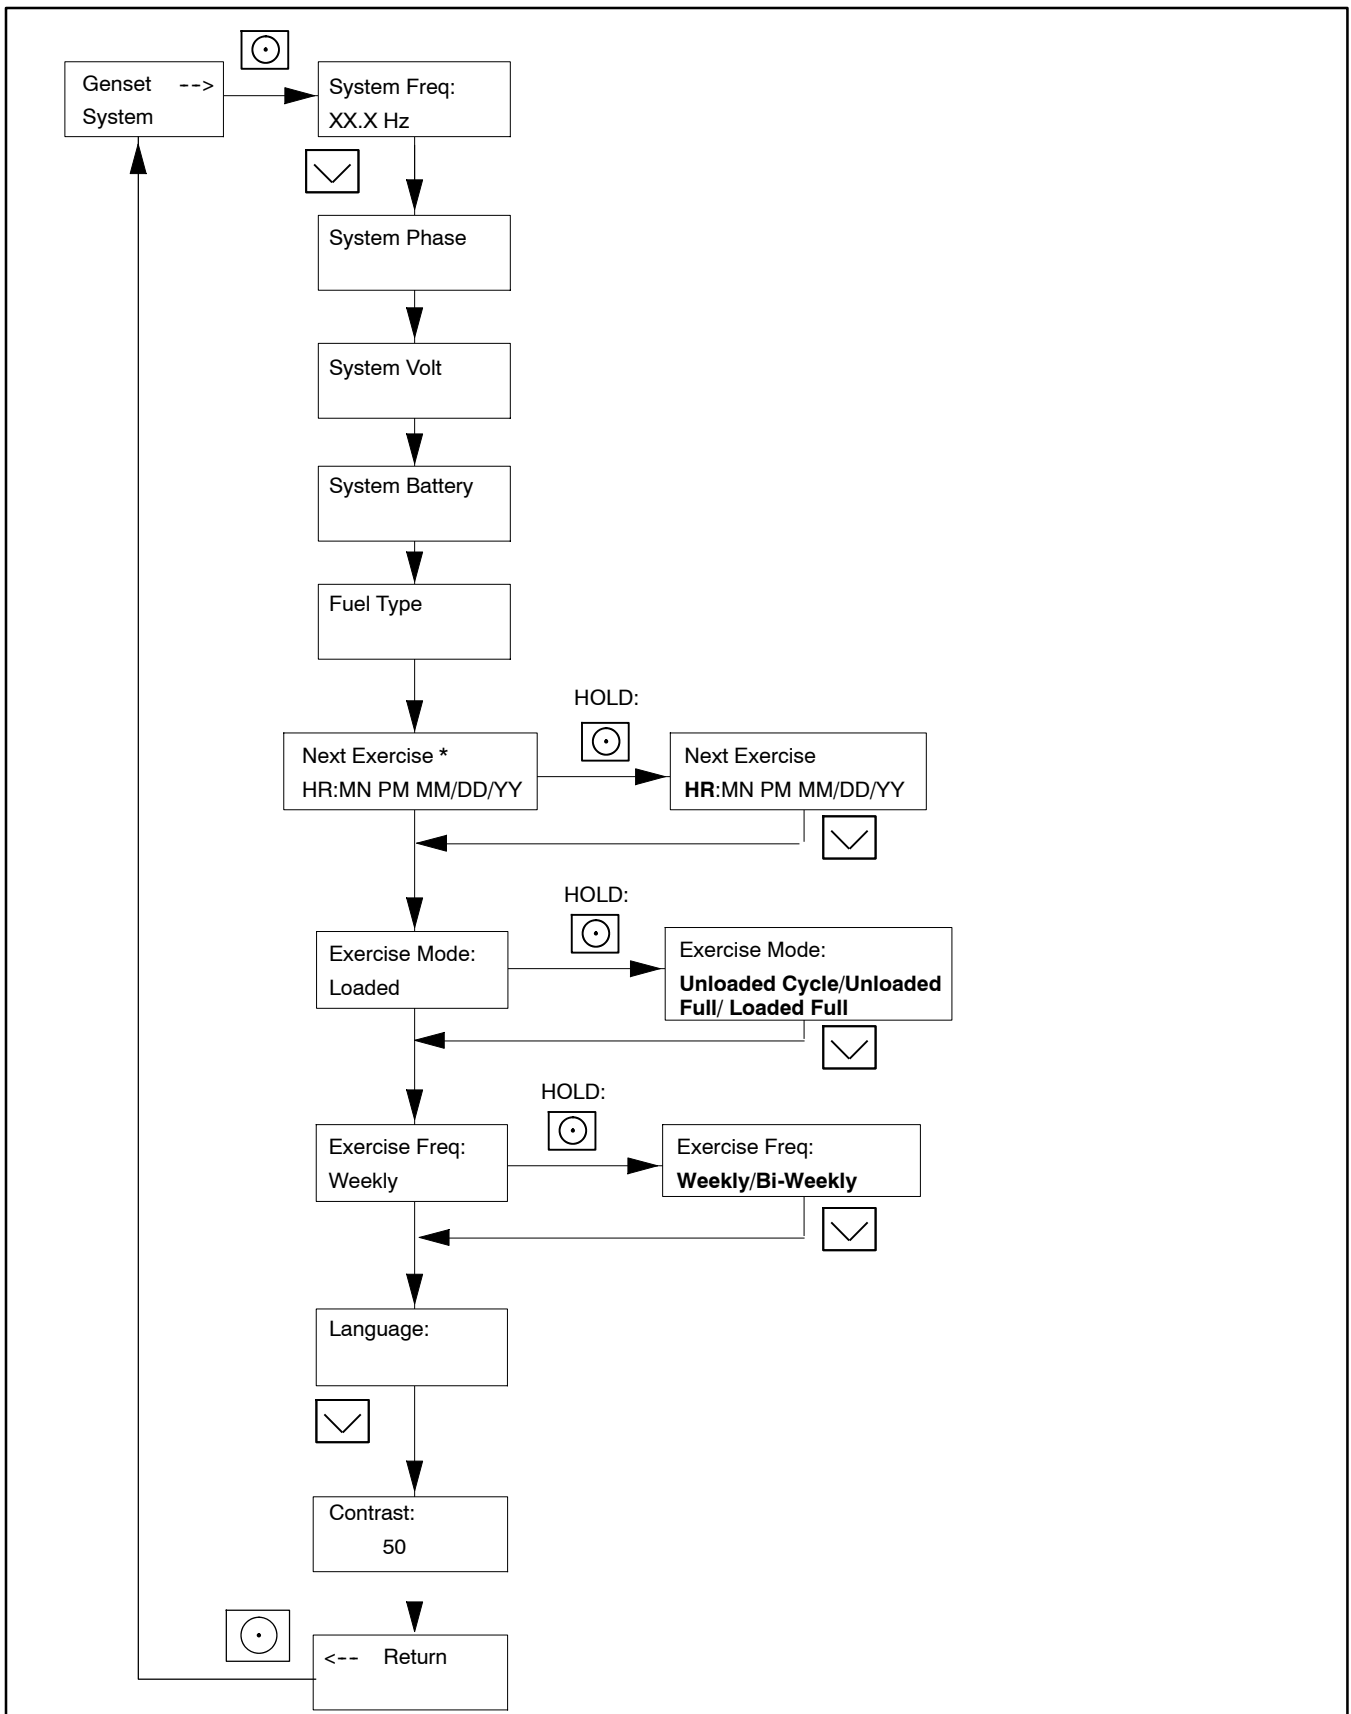 Genset -->
System
System Freq:
XX.X Hz
System Phase
System Volt
System Battery
Fuel Type
HOLD:
Next Exercise *
HR:MN PM MM/DD/YY
Next Exercise
HR:MN PM MM/DD/YY
HOLD:
Exercise Mode:
Loaded
Exercise Mode:
Unloaded Cycle/Unloaded
Full/ Loaded Full
HOLD:
Exercise Freq:
Weekly
Exercise Freq:
Weekly/Bi-Weekly
Language:
Contrast:
50
<-- Return